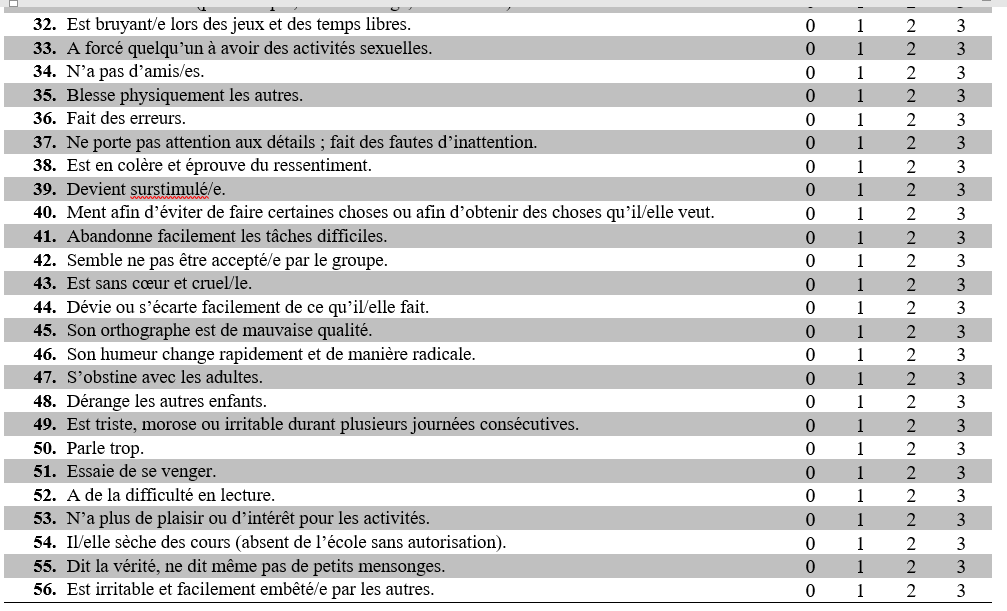 32. Est bruyant/e lors des jeux et des temps libres. 0 1 2 3
33. A forcé quelqu’un à avoir des activités sexuelles. 0 1 2 3
34. N’a pas d’amis/es. 0 1 2 3
35. Blesse physiquement les autres. 0 1 2 3
36. Fait des erreurs. 0 1 2 3
37. Ne porte pas attention aux détails ; fait des fautes d’inattention. 0 1 2 3
38. Est en colère et éprouve du ressentiment. 0 1 2 3
39. Devient surstimulé/e. 0 1 2 3
40. Ment afin d’éviter de faire certaines choses ou afin d’obtenir des choses qu’il/elle veut. 0 1 2 3
41. Abandonne facilement les tâches difficiles. 0 1 2 3
42. Semble ne pas être accepté/e par le groupe. 0 1 2 3
43. Est sans cœur et cruel/le. 0 1 2 3
44. Dévie ou s’écarte facilement de ce qu’il/elle fait. 0 1 2 3
45. Son orthographe est de mauvaise qualité. 0 1 2 3
46. Son humeur change rapidement et de manière radicale. 0 1 2 3
47. S’obstine avec les adultes. 0 1 2 3
48. Dérange les autres enfants. 0 1 2 3
49. Est triste, morose ou irritable durant plusieurs journées consécutives. 0 1 2 3
50. Parle trop. 0 1 2 3
51. Essaie de se venger. 0 1 2 3
52. A de la difficulté en lecture. 0 1 2 3
53. N’a plus de plaisir ou d’intérêt pour les activités. 0 1 2 3
54. Il/elle sèche des cours (absent de l’école sans autorisation). 0 1 2 3
55. Dit la vérité, ne dit même pas de petits mensonges. 0 1 2 3
56. Est irritable et facilement embêté/e par les autres. 0 1 2 3